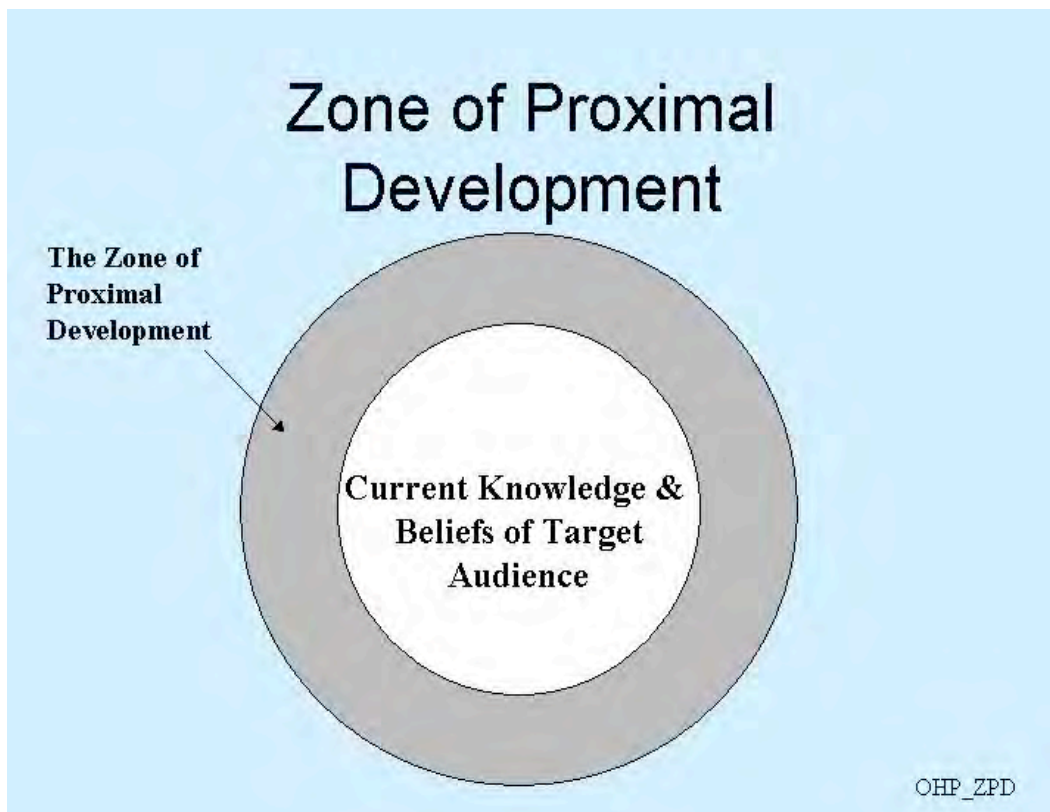 Zone of Proximal
Development
The Zone of
Proximal
Development
Current Knowledge &
Beliefs of Target
Audience
OHP_ZPD